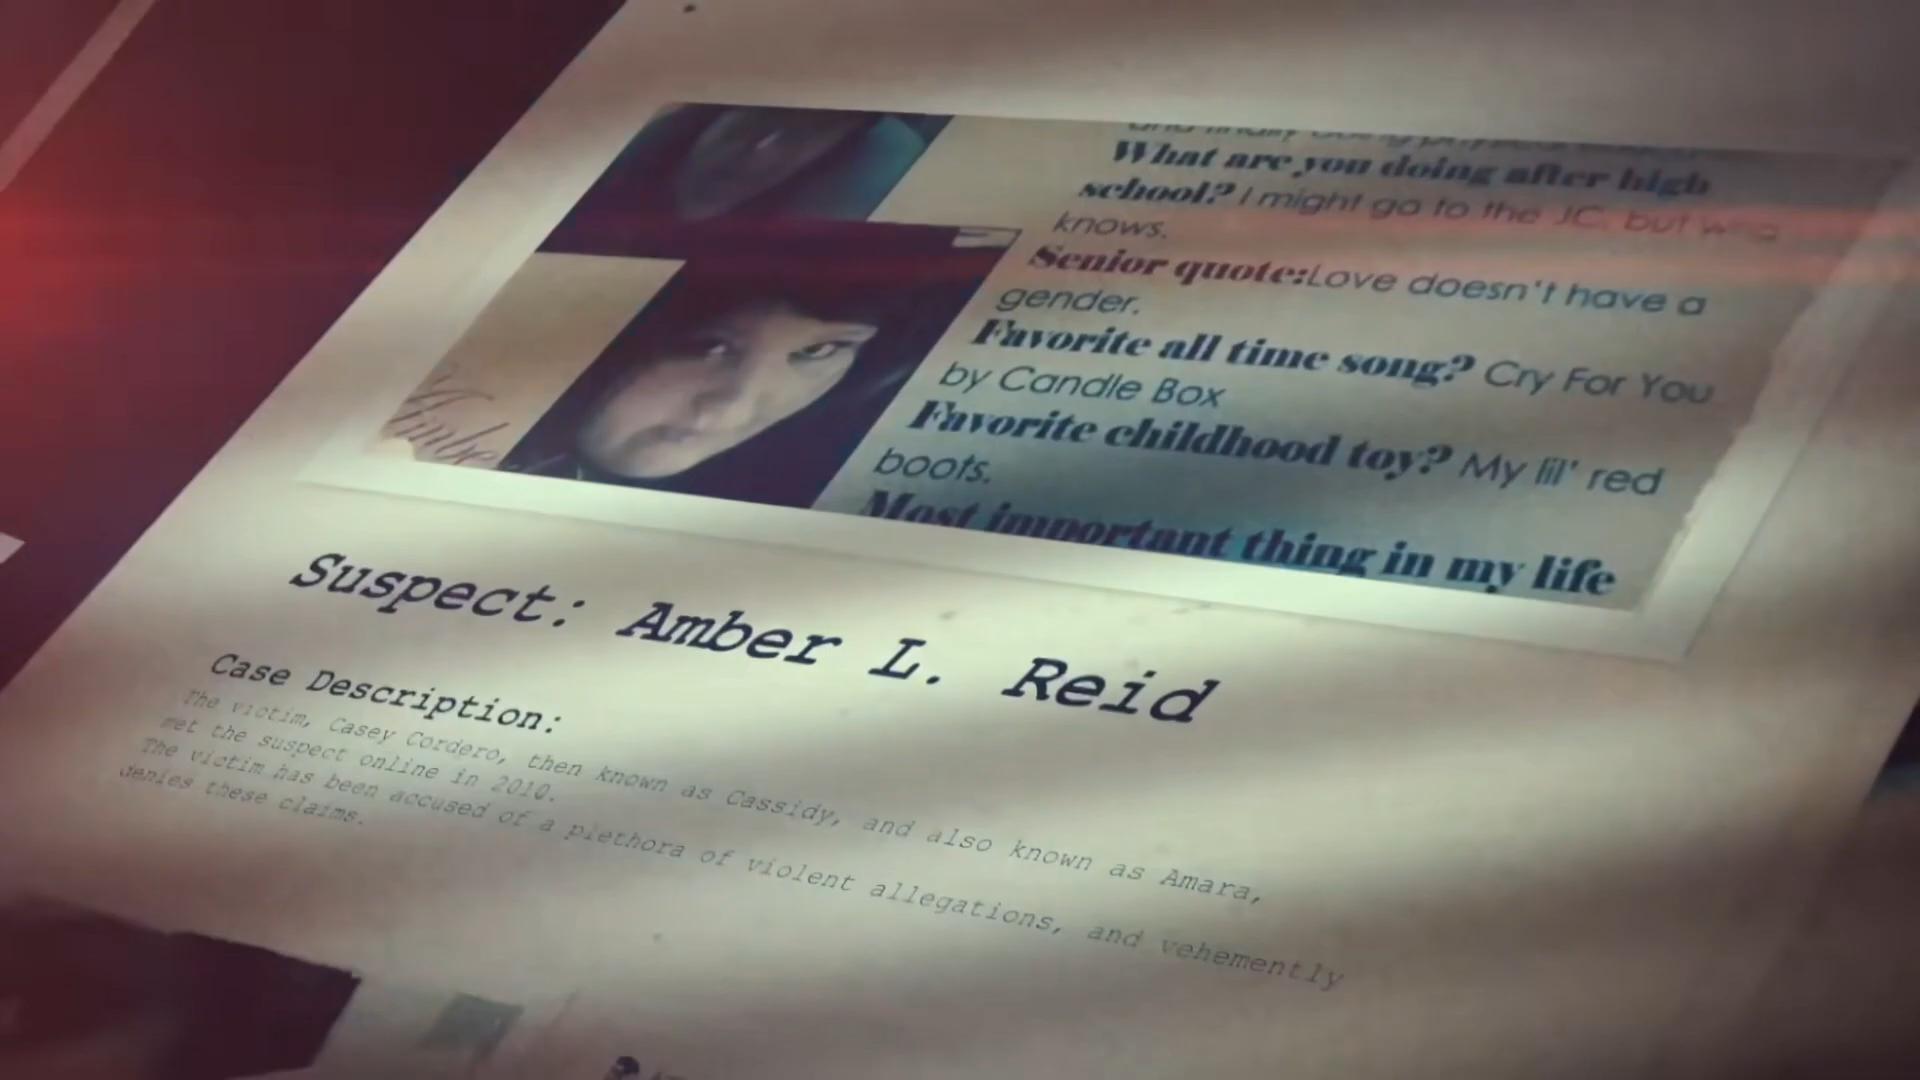 What are you doing after high
school? I might go to the JC, but who
knows.
Senior quote:Love doesn't have a
gender.
Favorite all time song? Cry For You
by Candle Box
Favorite childhood toy? My lil' red
boots.
Most important thing in my life
Suspect: Amber L. Reid
Case Description:
The victim, Casey Cordero, then known as Cassidy, and also known as Amara,
met the suspect online in 2010.
The victim has been accused of a plethora of violent allegations, and vehemently
denies these claims.